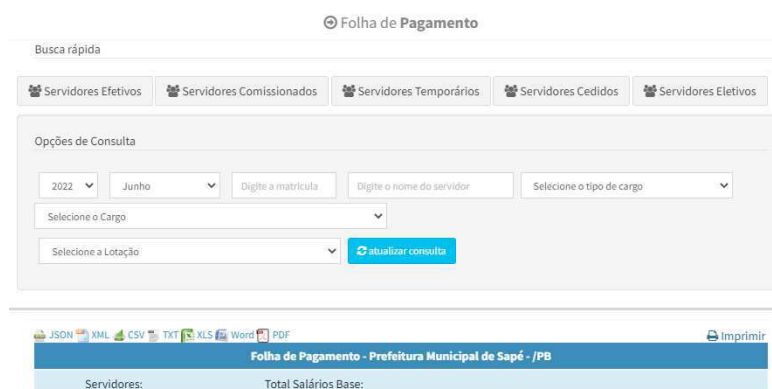 Folha de Pagamento
Busca rápida
Servidores Efetivos Servidores Comissionados Servidores Temporários Servidores Cedidos Servidores Eletivos
Opções de Consulta
2022 Junho Digite a matrícula Digite o nome do servidor Selecione o tipo de cargo
Selecione o Cargo
Selecione a Lotação atualizar consulta
JSON XML CSV TXT XLS Word PDF Imprimir
Folha de Pagamento - Prefeitura Municipal de Sapé - /PB
Servidores: Total Salários Base: